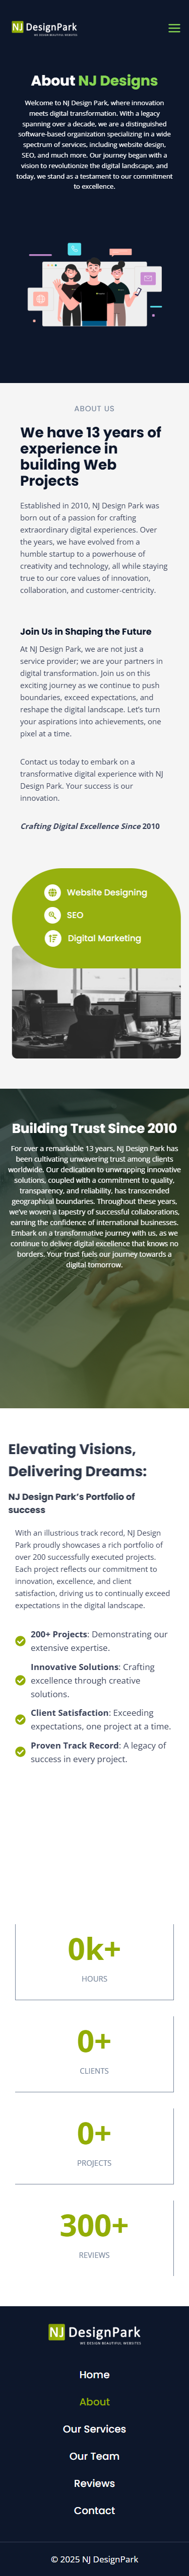 NJ DesignPark
WE DESIGN BEAUTIFUL WEBSITES
About NJ Designs
Welcome to NJ Design Park, where innovation
meets digital transformation. With a legacy
spanning over a decade, we are a distinguished
software-based organization specializing in a wide
spectrum of services, including website design,
SEO, and much more. Our journey began with a
vision to revolutionize the digital landscape, and
today, we stand as a testament to our commitment
to excellence.
ABOUT US
We have 13 years of
experience in
building Web
Projects
Established in 2010, NJ Design Park was
born out of a passion for crafting
extraordinary digital experiences. Over
the years, we have evolved from a
humble startup to a powerhouse of
creativity and technology, all while staying
true to our core values of innovation,
collaboration, and customer-centricity.
Join Us in Shaping the Future
At NJ Design Park, we are not just a
service provider; we are your partners in
digital transformation. Join us on this
exciting journey as we continue to push
boundaries, exceed expectations, and
reshape the digital landscape. Let's turn
your aspirations into achievements, one
pixel at a time.
Contact us today to embark on a
transformative digital experience with NJ
Design Park. Your success is our
innovation.
Crafting Digital Excellence Since 2010
Website Designing
SEO
Digital Marketing
Building Trust Since 2010
For over a remarkable 13 years, NJ Design Park has
been cultivating unwavering trust among clients
worldwide. Our dedication to unwrapping innovative
solutions, coupled with a commitment to quality,
transparency, and reliability, has transcended
geographical boundaries. Throughout these years,
we've woven a tapestry of successful collaborations,
earning the confidence of international businesses.
Embark on a transformative journey with us, as we
continue to deliver digital excellence that knows no
borders. Your trust fuels our journey towards a
digital tomorrow.
Elevating Visions,
Delivering Dreams:
NJ Design Park's Portfolio of
success
With an illustrious track record, NJ Design
Park proudly showcases a rich portfolio of
over 200 successfully executed projects.
Each project reflects our commitment to
innovation, excellence, and client
satisfaction, driving us to continually exceed
expectations in the digital landscape.
200+ Projects: Demonstrating our
extensive expertise.
Innovative Solutions: Crafting
excellence through creative
solutions.
Client Satisfaction: Exceeding
expectations, one project at a time.
Proven Track Record: A legacy of
success in every project.
0k+
HOURS
0+
CLIENTS
0+
PROJECTS
300+
REVIEWS
NJ DesignPark
WE DESIGN BEAUTIFUL WEBSITES
Home
About
Our Services
Our Team
Reviews
Contact
© 2025 NJ DesignPark